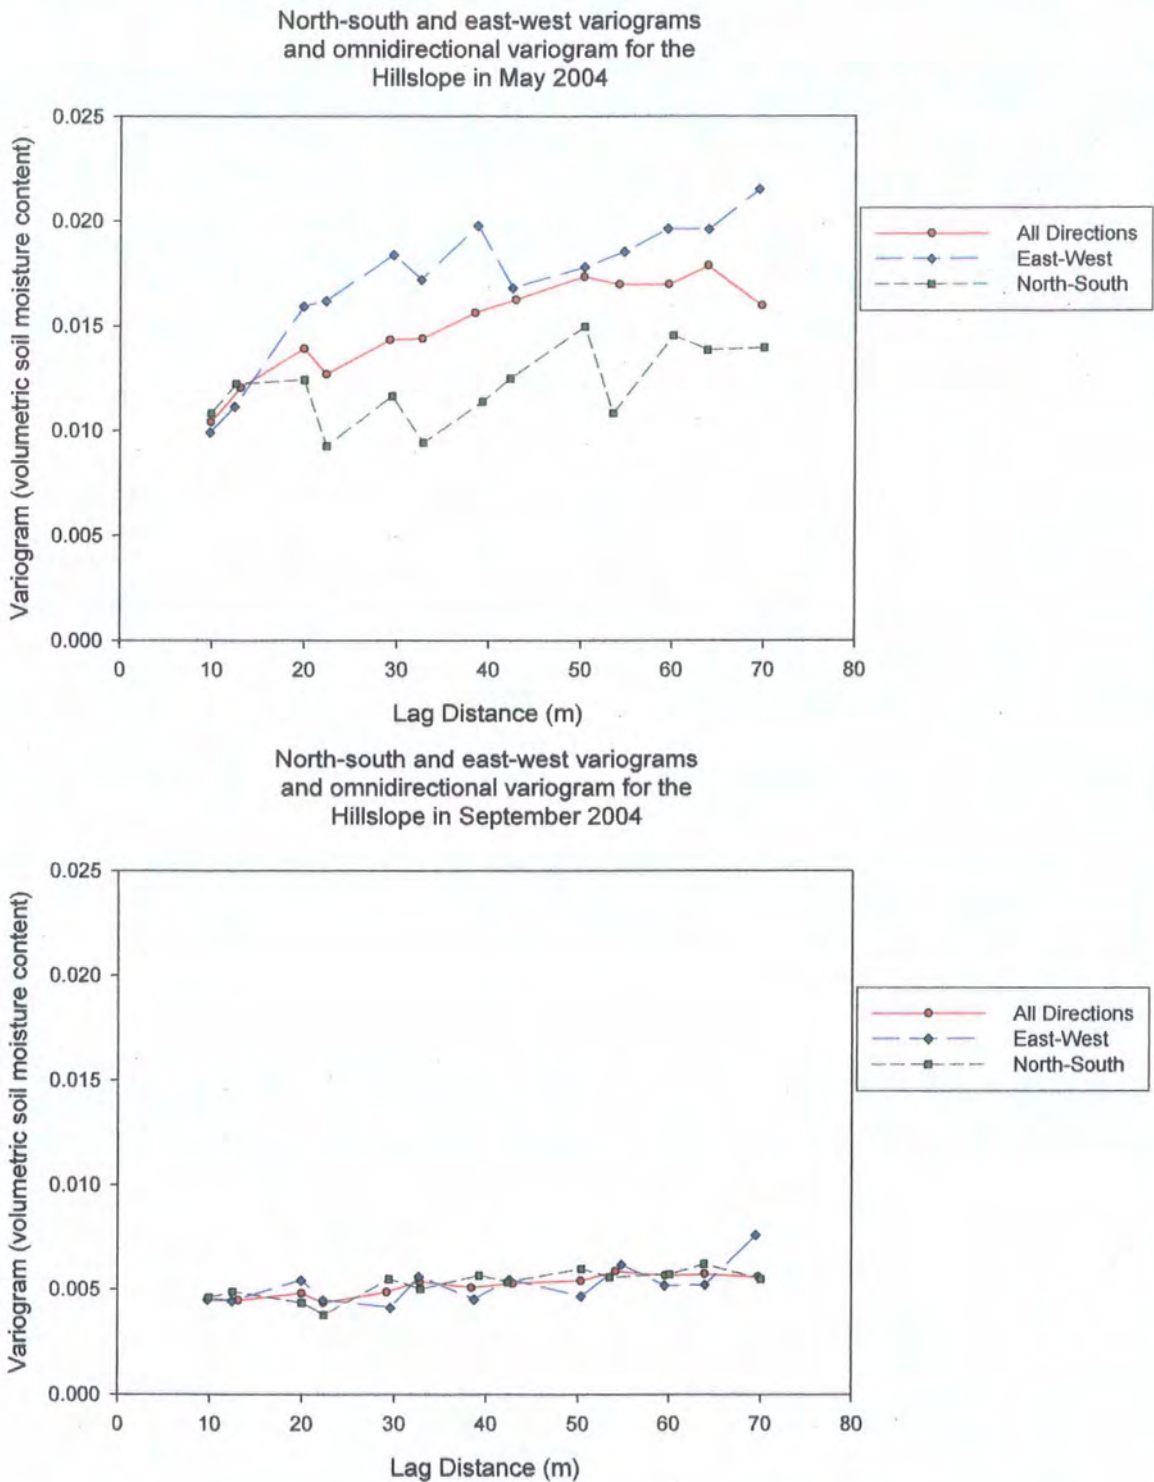 North-south and east-west variograms
and omnidirectional variogram for the
Hillslope in May 2004
Variogram (volumetric soil moisture content)
0.025
0.020
0.015
0.010
0.005
0.000
0 10 20 30 40 50 60 70 80
Lag Distance (m)
All Directions
East-West
North-South
North-south and east-west variograms
and omnidirectional variogram for the
Hillslope in September 2004
Variogram (volumetric soil moisture content)
0.025
0.020
0.015
0.010
0.005
0.000
0 10 20 30 40 50 60 70 80
Lag Distance (m)
All Directions
East-West
North-South